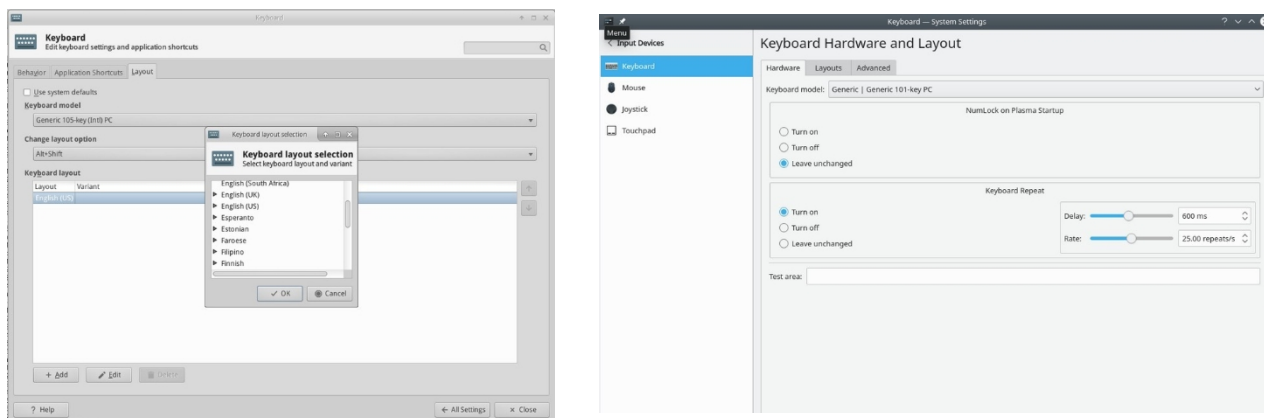 Keyboard
Keyboard
Edit keyboard settings and application shortcuts
Behavior Application Shortcuts Layout
Use system defaults
Keyboard model
Generic 105-key (Intl) PC
Change layout option
Alt+Shift
Keyboard layout
Layout Variant
English (US)
Keyboard layout selection
Keyboard layout selection
Select keyboard layout and variant
English (South Africa)
English (UK)
English (US)
Esperanto
Estonian
Faroese
Filipino
Finnish
OK Cancel
+ Add Edit Delete
? Help All Settings × Close
Keyboard — System Settings
Menu
Input Devices
Keyboard
Mouse
Joystick
Touchpad
Keyboard Hardware and Layout
Hardware Layouts Advanced
Keyboard model: Generic | Generic 101-key PC
NumLock on Plasma Startup
Turn on
Turn off
Leave unchanged
Keyboard Repeat
Turn on
Turn off
Leave unchanged
Delay: 600 ms
Rate: 25.00 repeats/s
Test area: